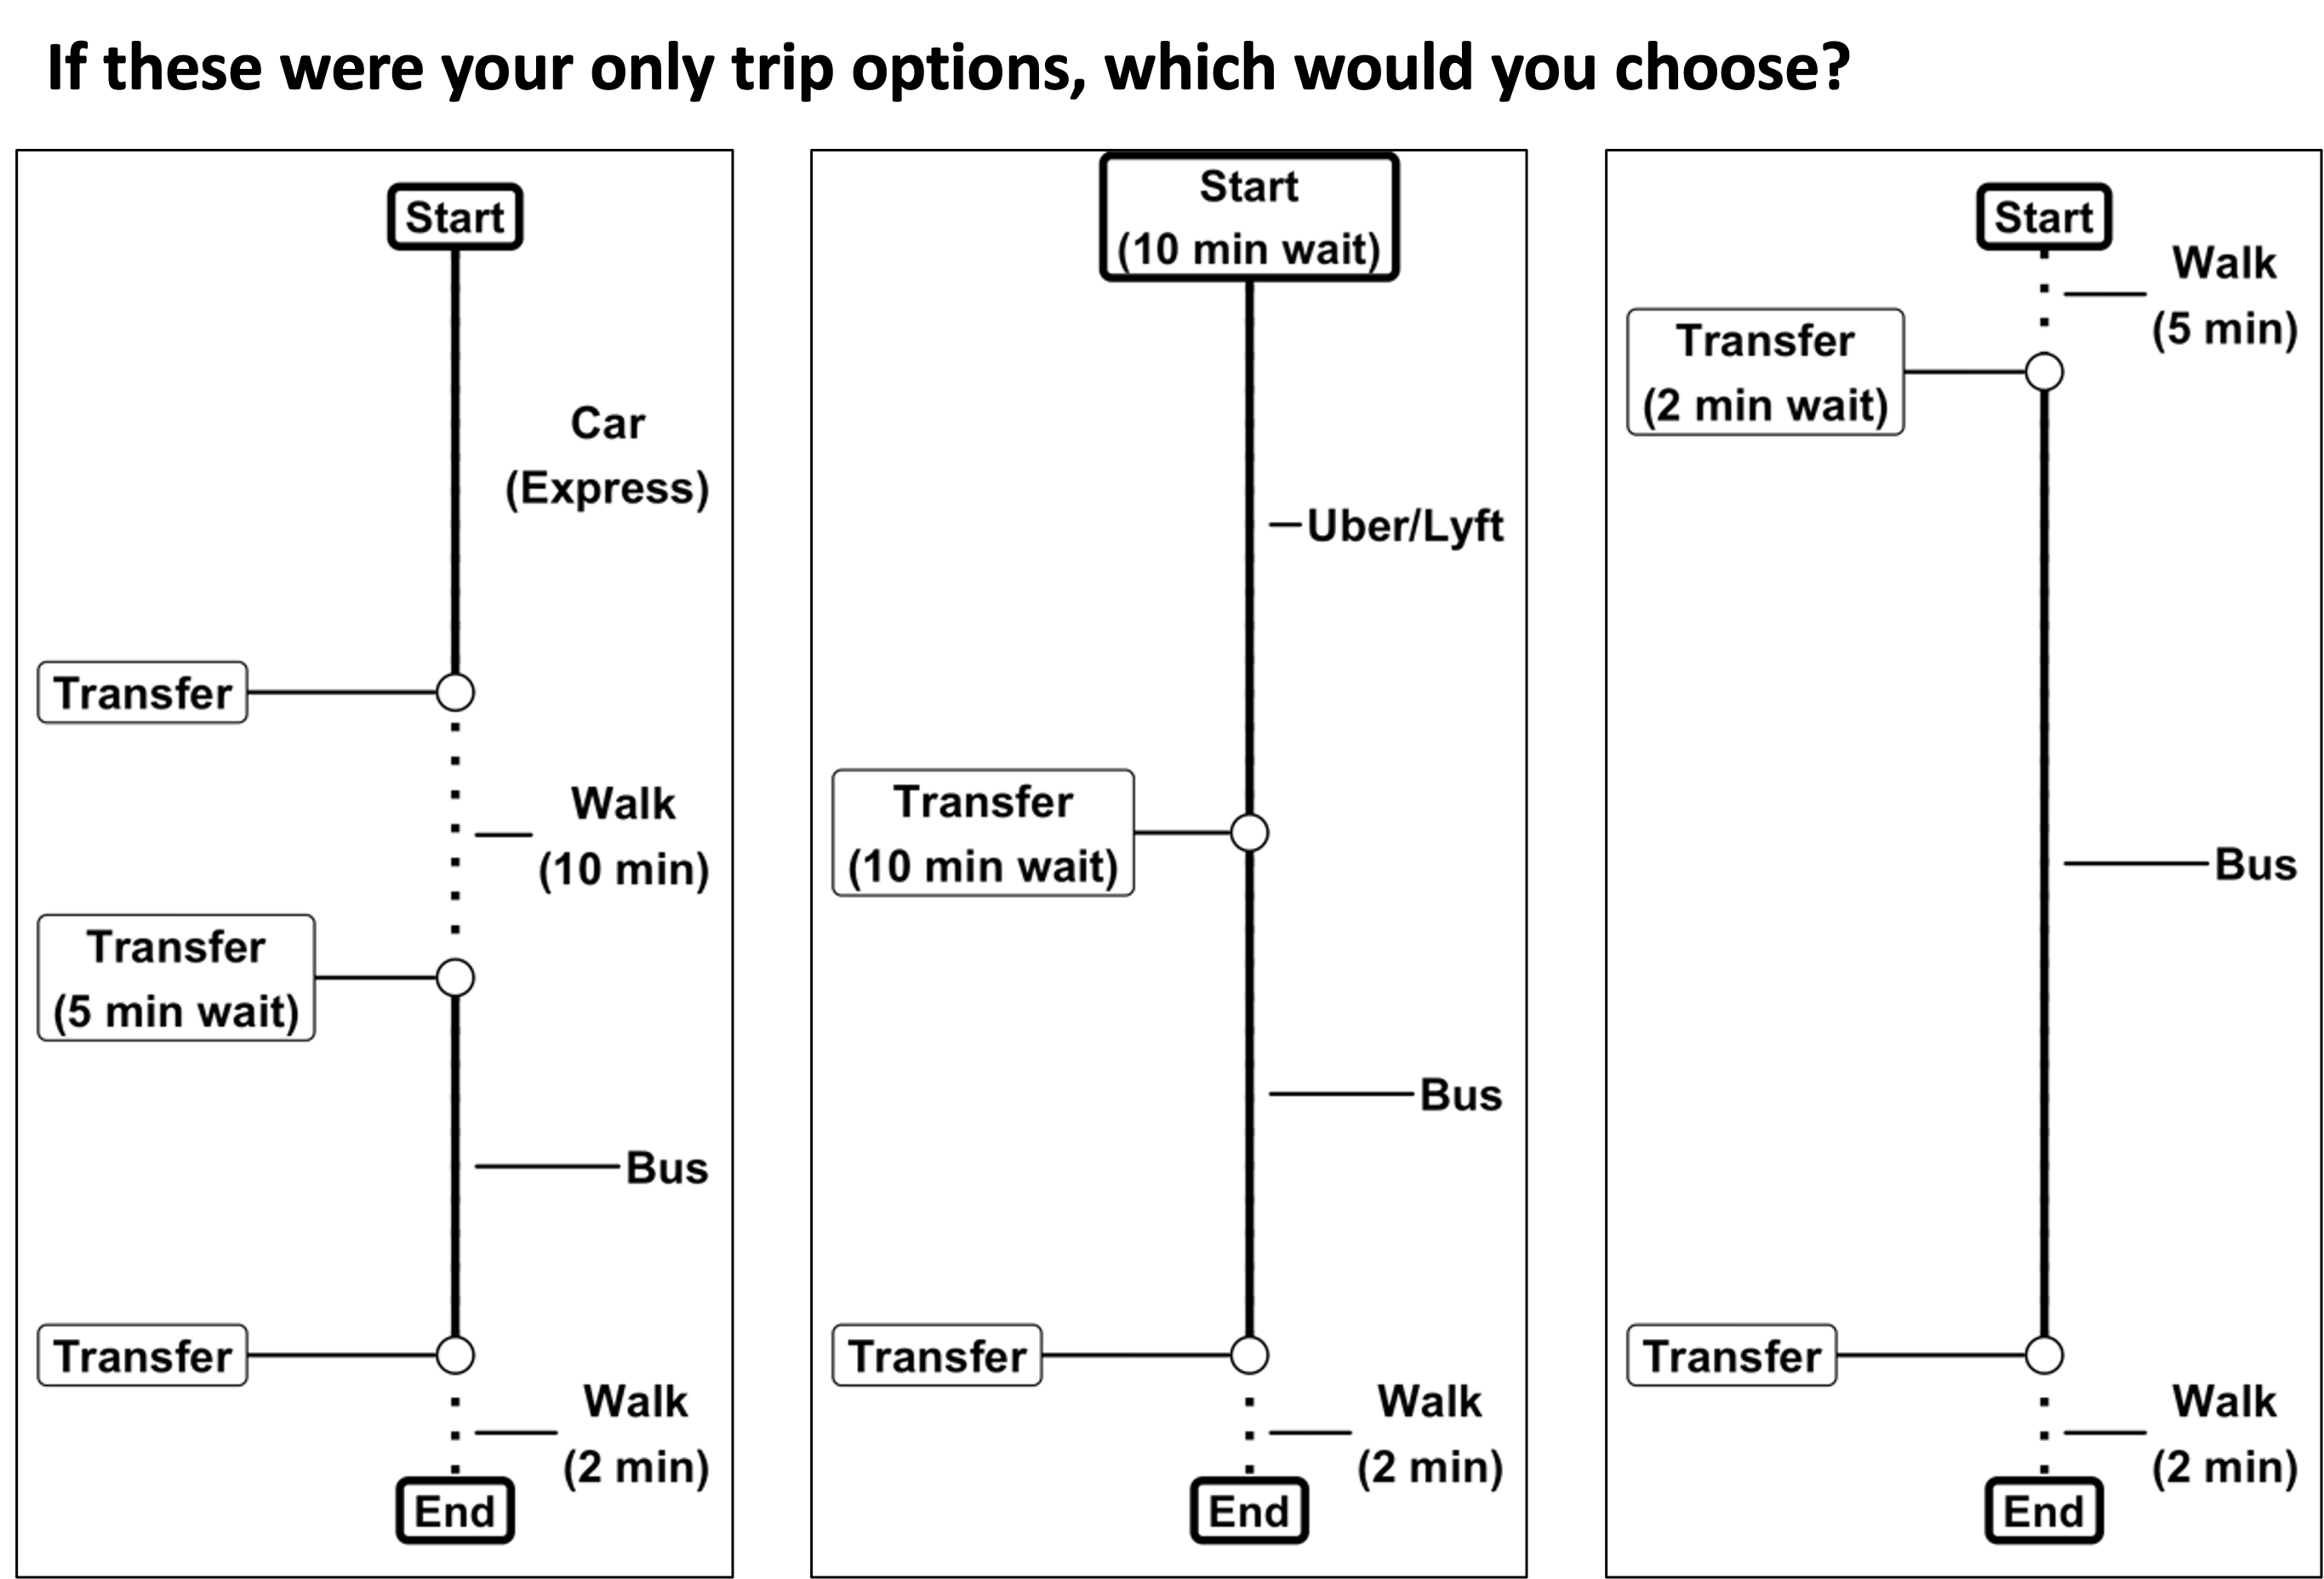 If these were your only trip options, which would you choose?
Start
Car
(Express)
Transfer
Walk
(10 min)
Transfer
(5 min wait)
Bus
Transfer
Walk
(2 min)
End
Start
(10 min wait)
Uber/Lyft
Transfer
(10 min wait)
Bus
Transfer
Walk
(2 min)
End
Start
Walk
(5 min)
Transfer
(2 min wait)
Bus
Transfer
Walk
(2 min)
End